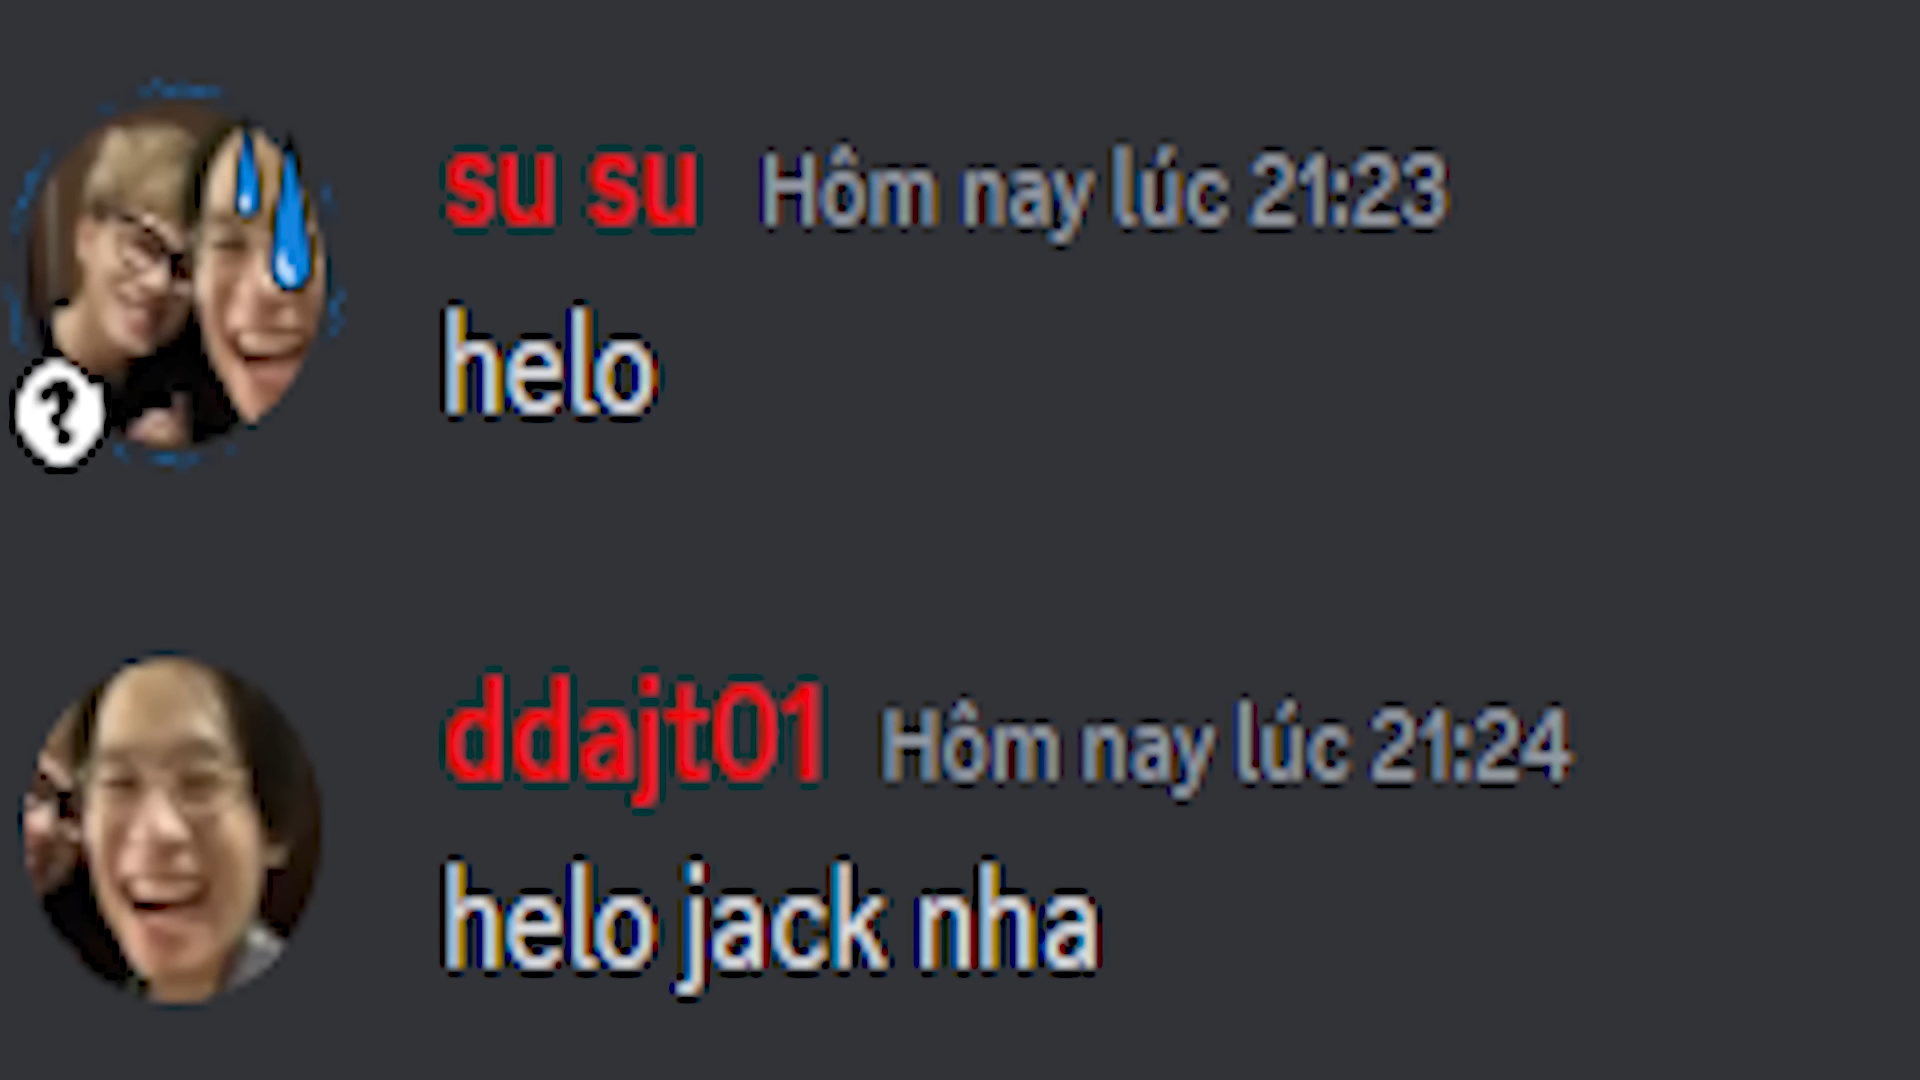 su su Hôm nay lúc 21:23
helo
?
ddajt01 Hôm nay lúc 21:24
helo jack nha